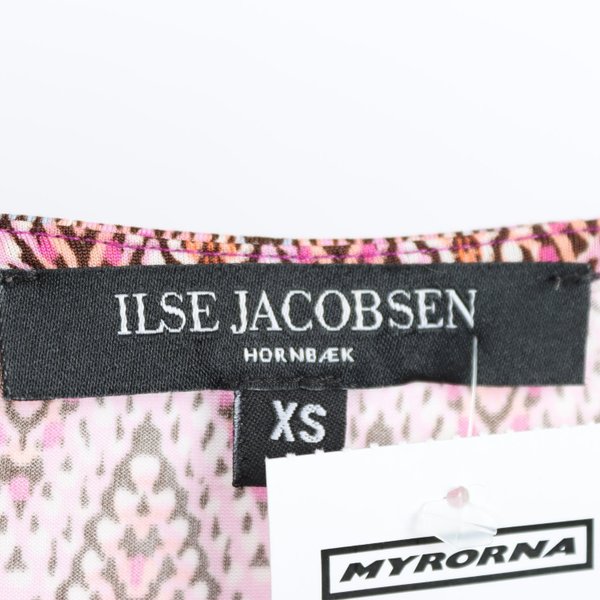 ILSE JACOBSEN
HORNBÆK
XS
MYRORNA